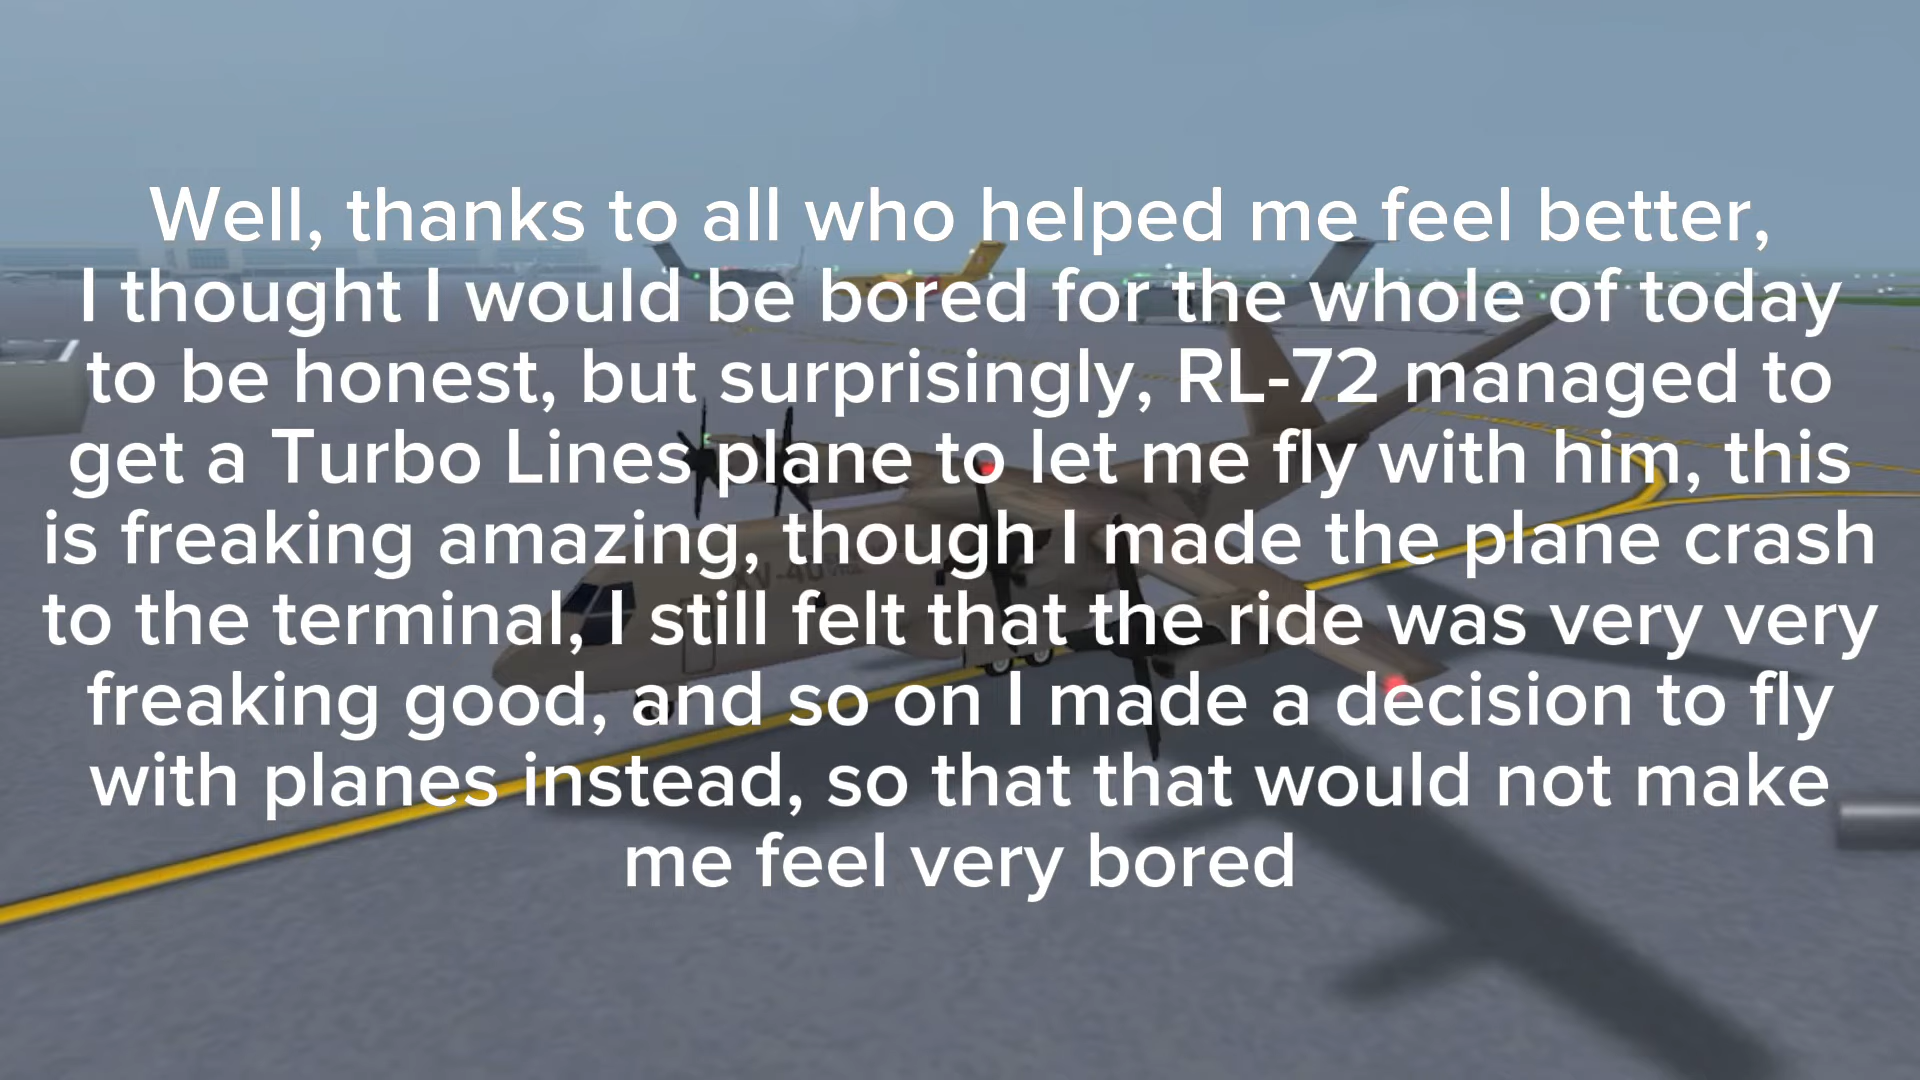 Well, thanks to all who helped me feel better,
I thought I would be bored for the whole of today
to be honest, but surprisingly, RL-72 managed to
get a Turbo Lines plane to let me fly with him, this
is freaking amazing, though I made the plane crash
to the terminal, I still felt that the ride was very very
freaking good, and so on I made a decision to fly
with planes instead, so that that would not make
me feel very bored
XV-40